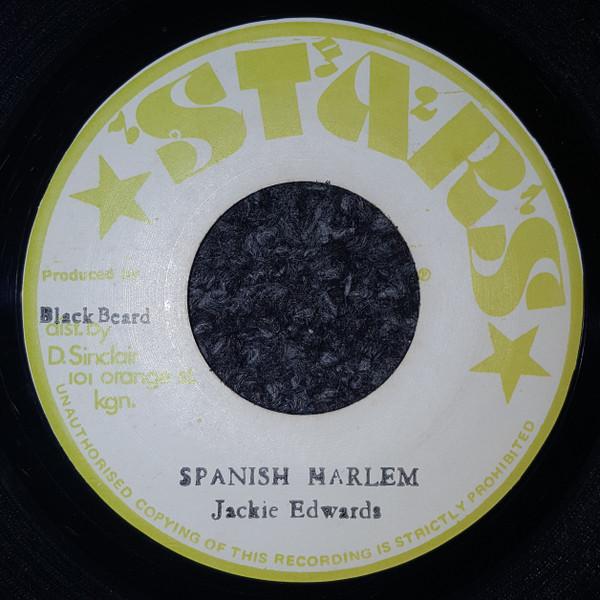 STARS
®
Produced by
Black Beard
dist. by
D. Sinclair
101 orange st.
kgn.
SPANISH HARLEM
Jackie Edwards
UNAUTHORISED COPYING OF THIS RECORDING IS STRICTLY PROHIBITED